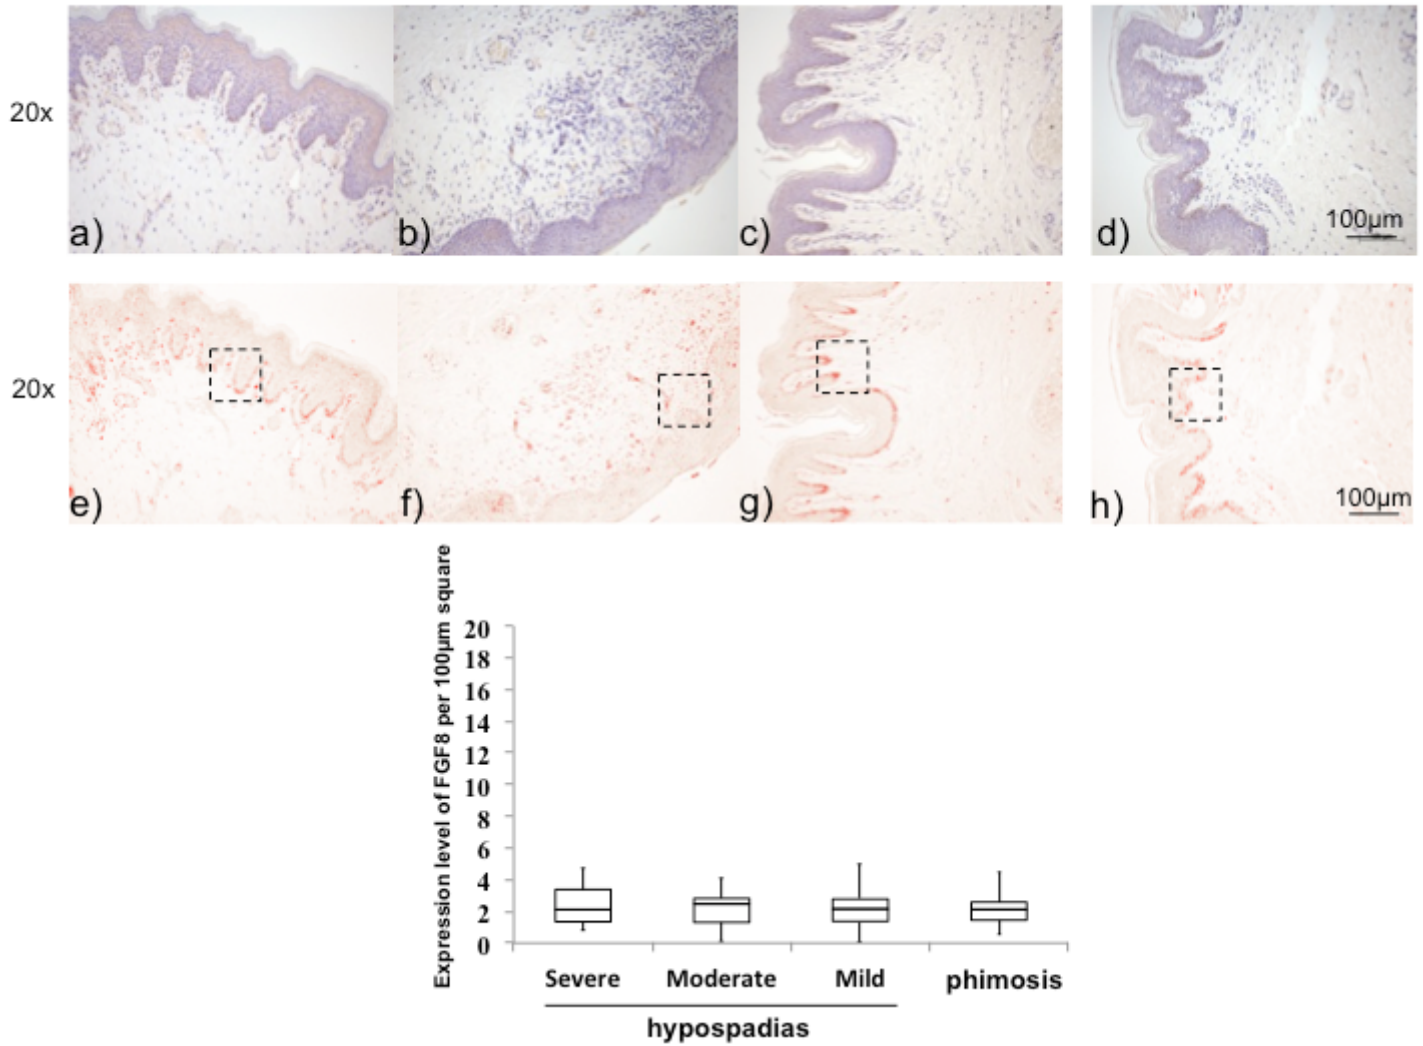 20x
a)
b)
c)
d)
100µm
20x
e)
f)
g)
h)
100µm
Expression level of FGF8 per 100µm square
20
18
16
14
12
10
8
6
4
2
0
Severe
Moderate
Mild
phimosis
hypospadias